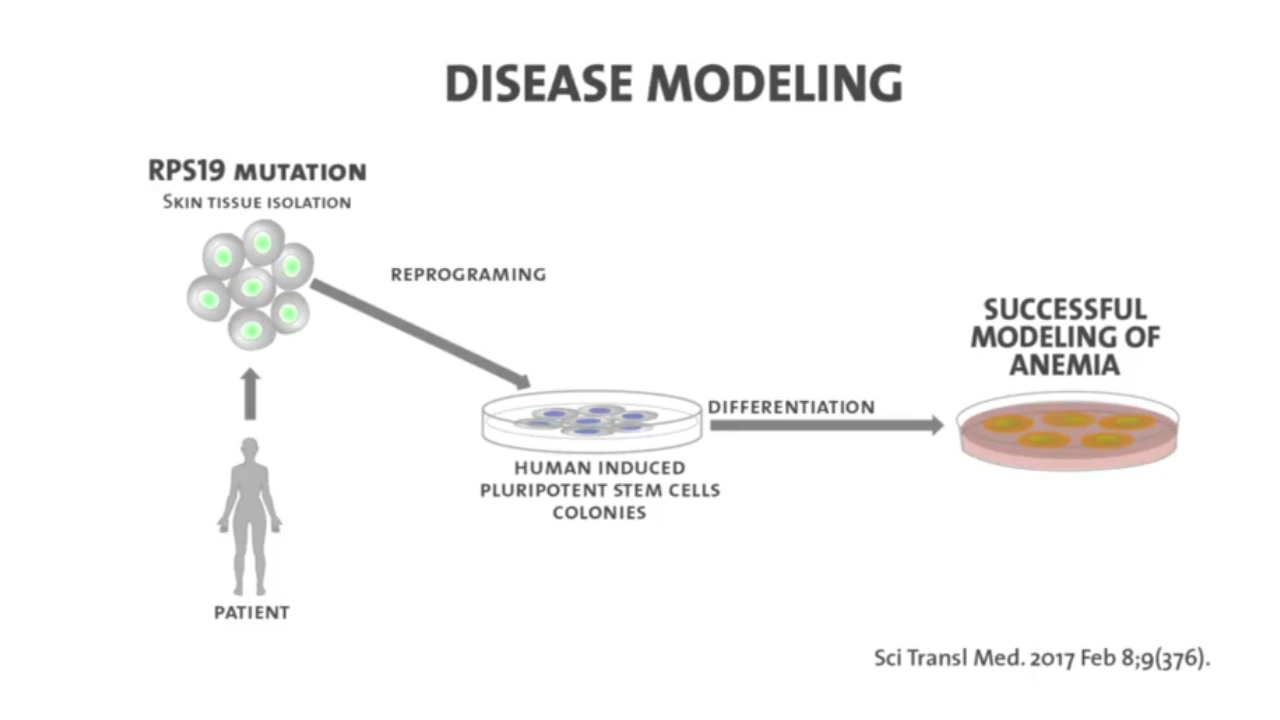 DISEASE MODELING
RPS19 MUTATION
SKIN TISSUE ISOLATION
REPROGRAMING
SUCCESSFUL
MODELING OF
ANEMIA
DIFFERENTIATION
HUMAN INDUCED
PLURIPOTENT STEM CELLS
COLONIES
PATIENT
Sci Transl Med. 2017 Feb 8;9(376).